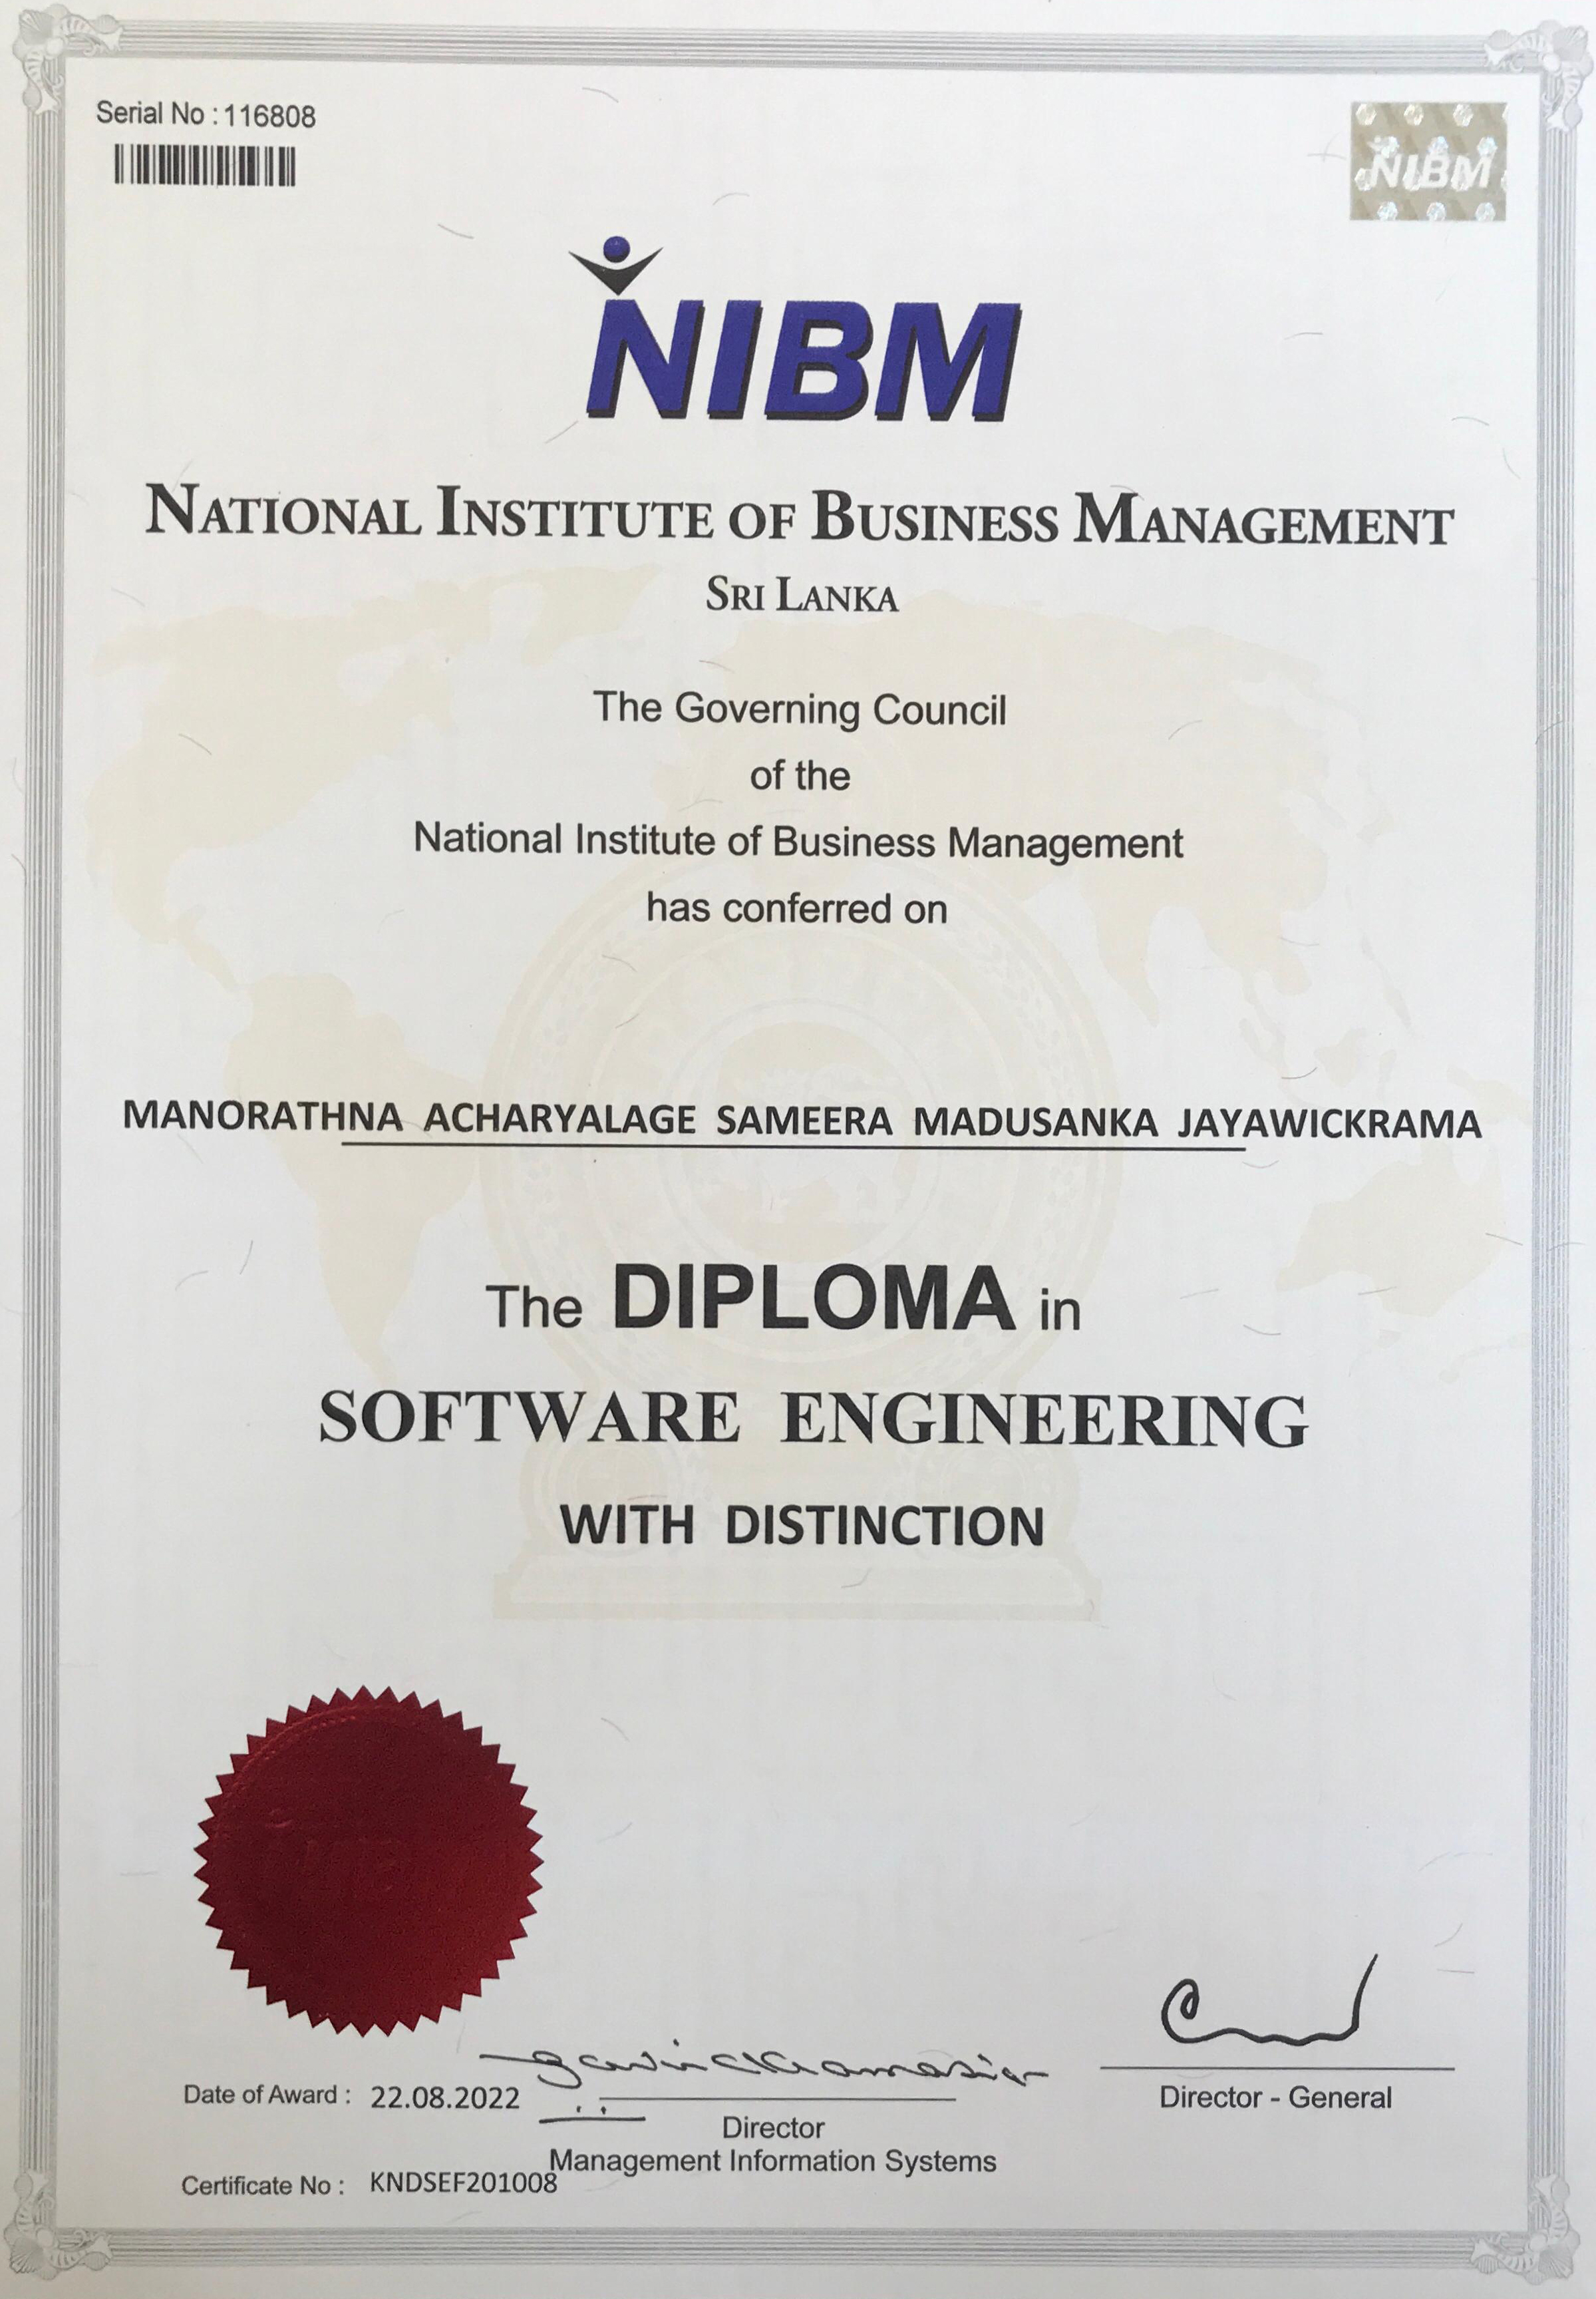 Serial No : 116808
NIBM
NIBM
NATIONAL INSTITUTE OF BUSINESS MANAGEMENT
SRI LANKA
The Governing Council
of the
National Institute of Business Management
has conferred on
MANORATHNA ACHARYALAGE SAMEERA MADUSANKA JAYAWICKRAMA
The DIPLOMA in
SOFTWARE ENGINEERING
WITH DISTINCTION
Date of Award : 22.08.2022
Director
Management Information Systems
Director - General
Certificate No : KNDSEF201008